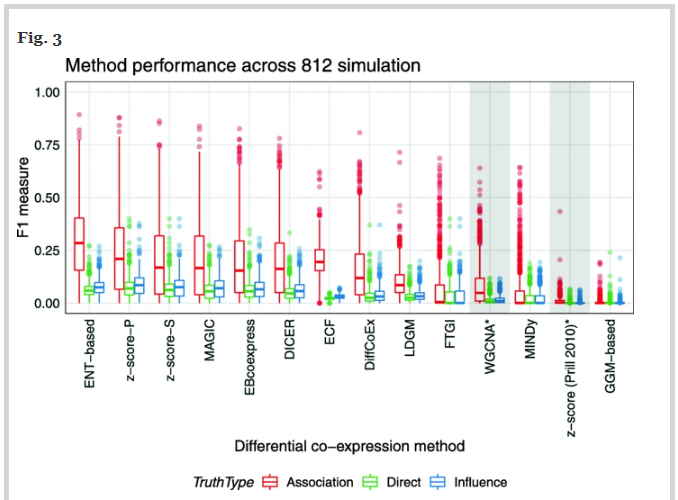 Fig. 3
Method performance across 812 simulation
F1 measure
1.00
0.75
0.50
0.25
0.00
ENT−based
z−score−P
z−score−S
MAGIC
EBcoexpress
DICER
ECF
DiffCoEx
LDGM
FTGI
WGCNA*
MINDy
z−score (Prill 2010)*
GGM−based
Differential co−expression method
TruthType Association Direct Influence